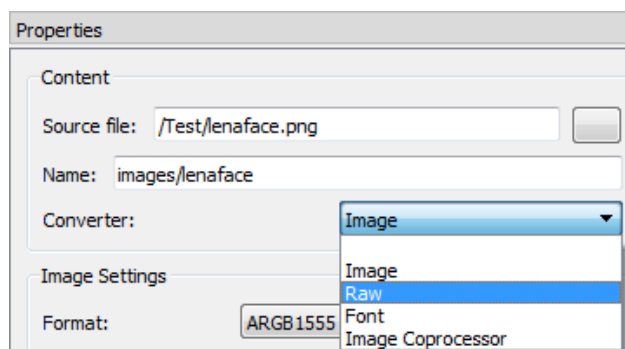 Properties
Content
Source file: /Test/lenaface.png
Name: images/lenaface
Converter: Image
Image
Raw
Font
Image Coprocessor
Image Settings
Format: ARGB1555